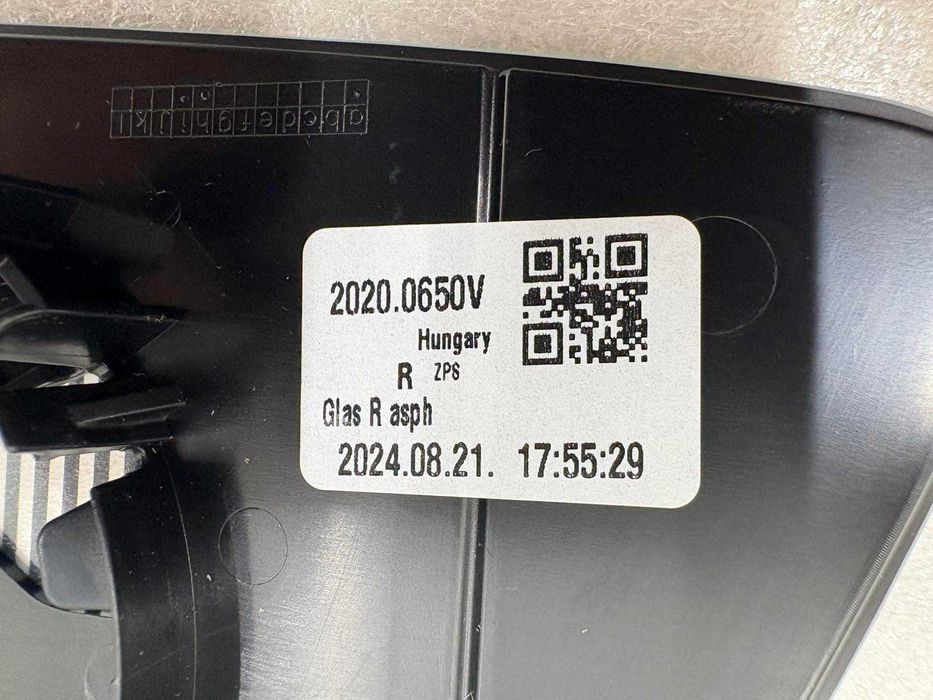 abcdefghijkl
2020.0650V
Hungary
R ZPS
Glas R asph
2024.08.21. 17:55:29